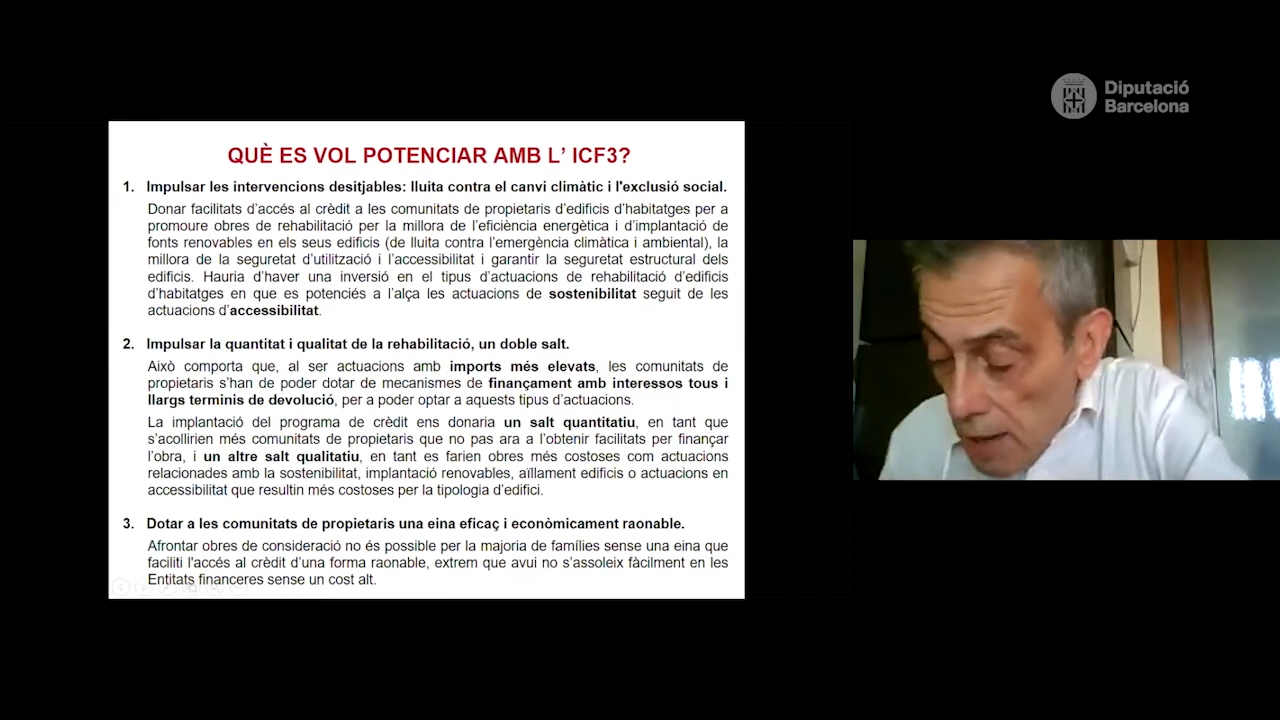 Diputació
Barcelona
QUÈ ES VOL POTENCIAR AMB L’ ICF3?
1. Impulsar les intervencions desitjables: lluita contra el canvi climàtic i l'exclusió social.
Donar facilitats d’accés al crèdit a les comunitats de propietaris d’edificis d’habitatges per a
promoure obres de rehabilitació per la millora de l’eficiència energètica i d’implantació de
fonts renovables en els seus edificis (de lluita contra l’emergència climàtica i ambiental), la
millora de la seguretat d’utilització i l’accessibilitat i garantir la seguretat estructural dels
edificis. Hauria d’haver una inversió en el tipus d’actuacions de rehabilitació d’edificis
d’habitatges en que es potenciés a l’alça les actuacions de sostenibilitat seguit de les
actuacions d’accessibilitat.
2. Impulsar la quantitat i qualitat de la rehabilitació, un doble salt.
Això comporta que, al ser actuacions amb imports més elevats, les comunitats de
propietaris s’han de poder dotar de mecanismes de finançament amb interessos tous i
llargs terminis de devolució, per a poder optar a aquests tipus d’actuacions.
La implantació del programa de crèdit ens donaria un salt quantitatiu, en tant que
s’acollirien més comunitats de propietaris que no pas ara a l’obtenir facilitats per finançar
l’obra, i un altre salt qualitatiu, en tant es farien obres més costoses com actuacions
relacionades amb la sostenibilitat, implantació renovables, aïllament edificis o actuacions en
accessibilitat que resultin més costoses per la tipologia d’edifici.
3. Dotar a les comunitats de propietaris una eina eficaç i econòmicament raonable.
Afrontar obres de consideració no és possible per la majoria de famílies sense una eina que
faciliti l'accés al crèdit d’una forma raonable, extrem que avui no s’assoleix fàcilment en les
Entitats financeres sense un cost alt.